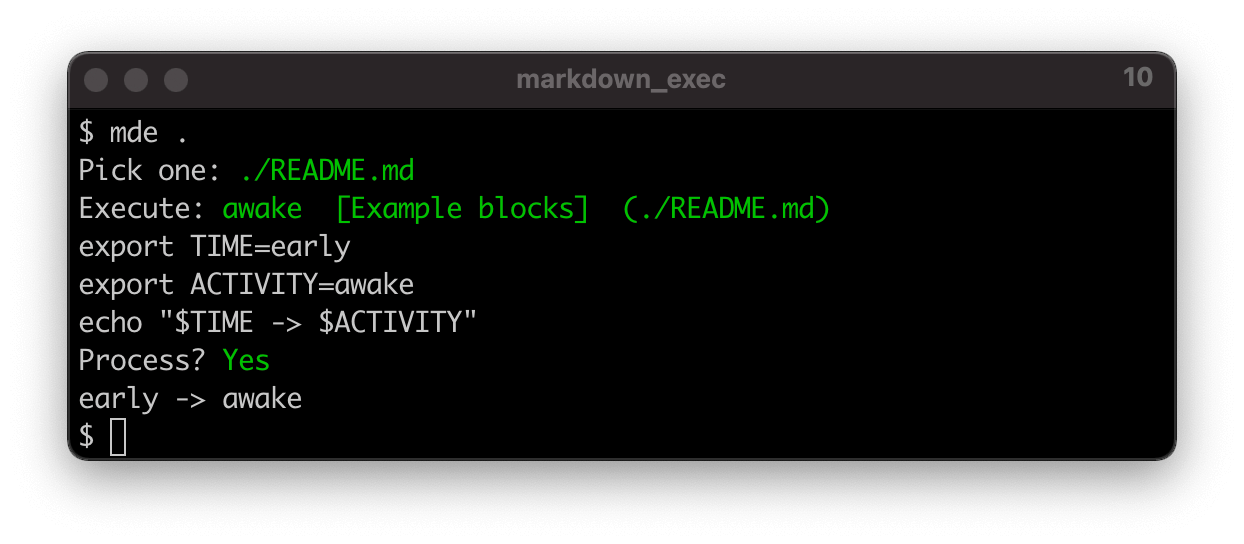 markdown_exec 10
$ mde .
Pick one: ./README.md
Execute: awake  [Example blocks]  (./README.md)
export TIME=early
export ACTIVITY=awake
echo "$TIME -> $ACTIVITY"
Process? Yes
early -> awake
$